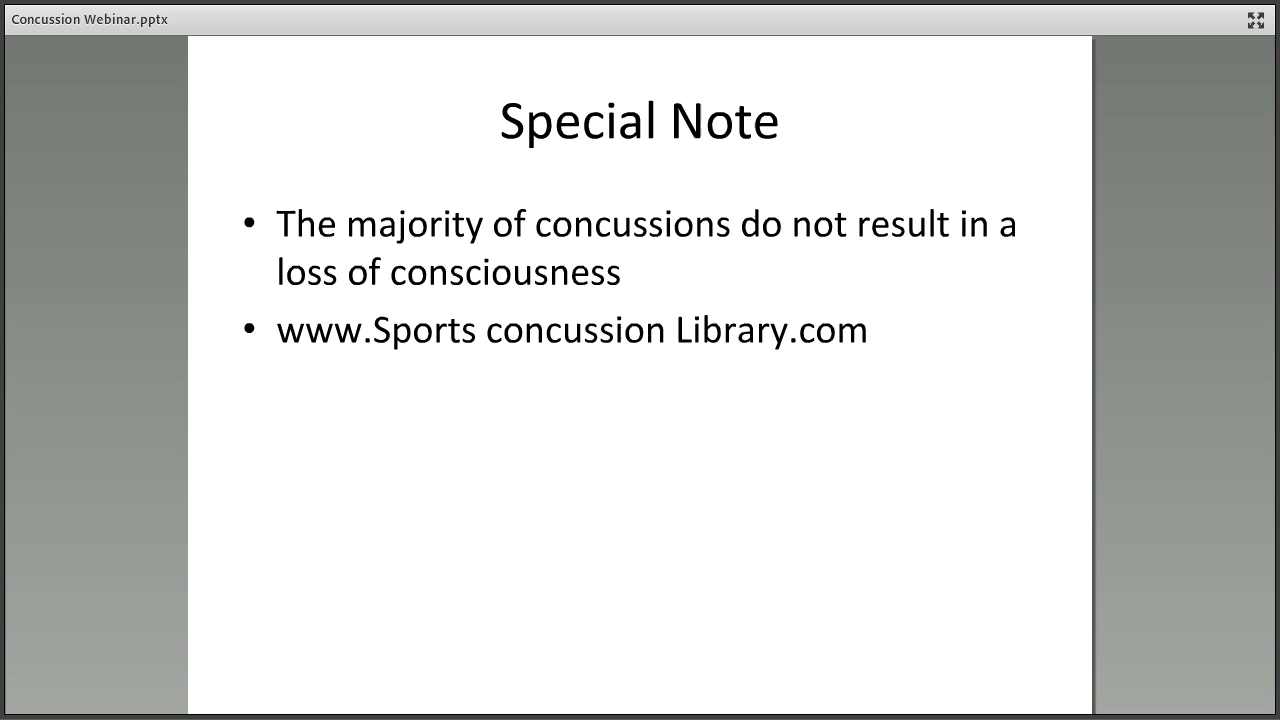 Concussion Webinar.pptx
Special Note
• The majority of concussions do not result in a
loss of consciousness
• www.Sports concussion Library.com